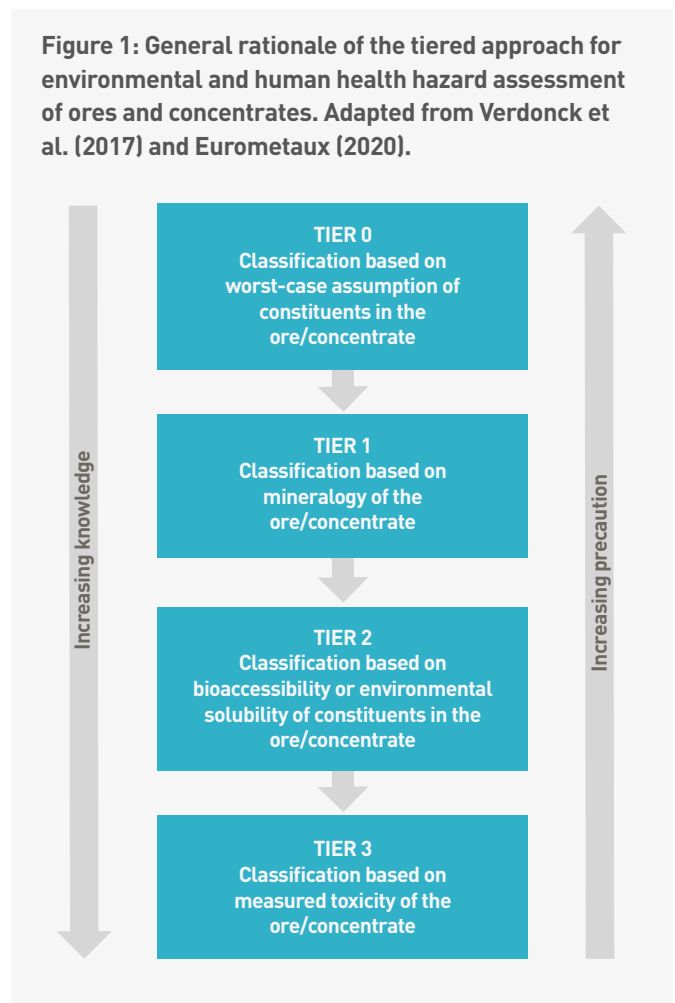 Figure 1: General rationale of the tiered approach for
environmental and human health hazard assessment
of ores and concentrates. Adapted from Verdonck et
al. (2017) and Eurometaux (2020).
TIER 0
Classification based on
worst-case assumption of
constituents in the
ore/concentrate
TIER 1
Classification based on
mineralogy of the
ore/concentrate
Increasing knowledge
Increasing precaution
TIER 2
Classification based on
bioaccessibility or environmental
solubility of constituents in the
ore/concentrate
TIER 3
Classification based on
measured toxicity of the
ore/concentrate